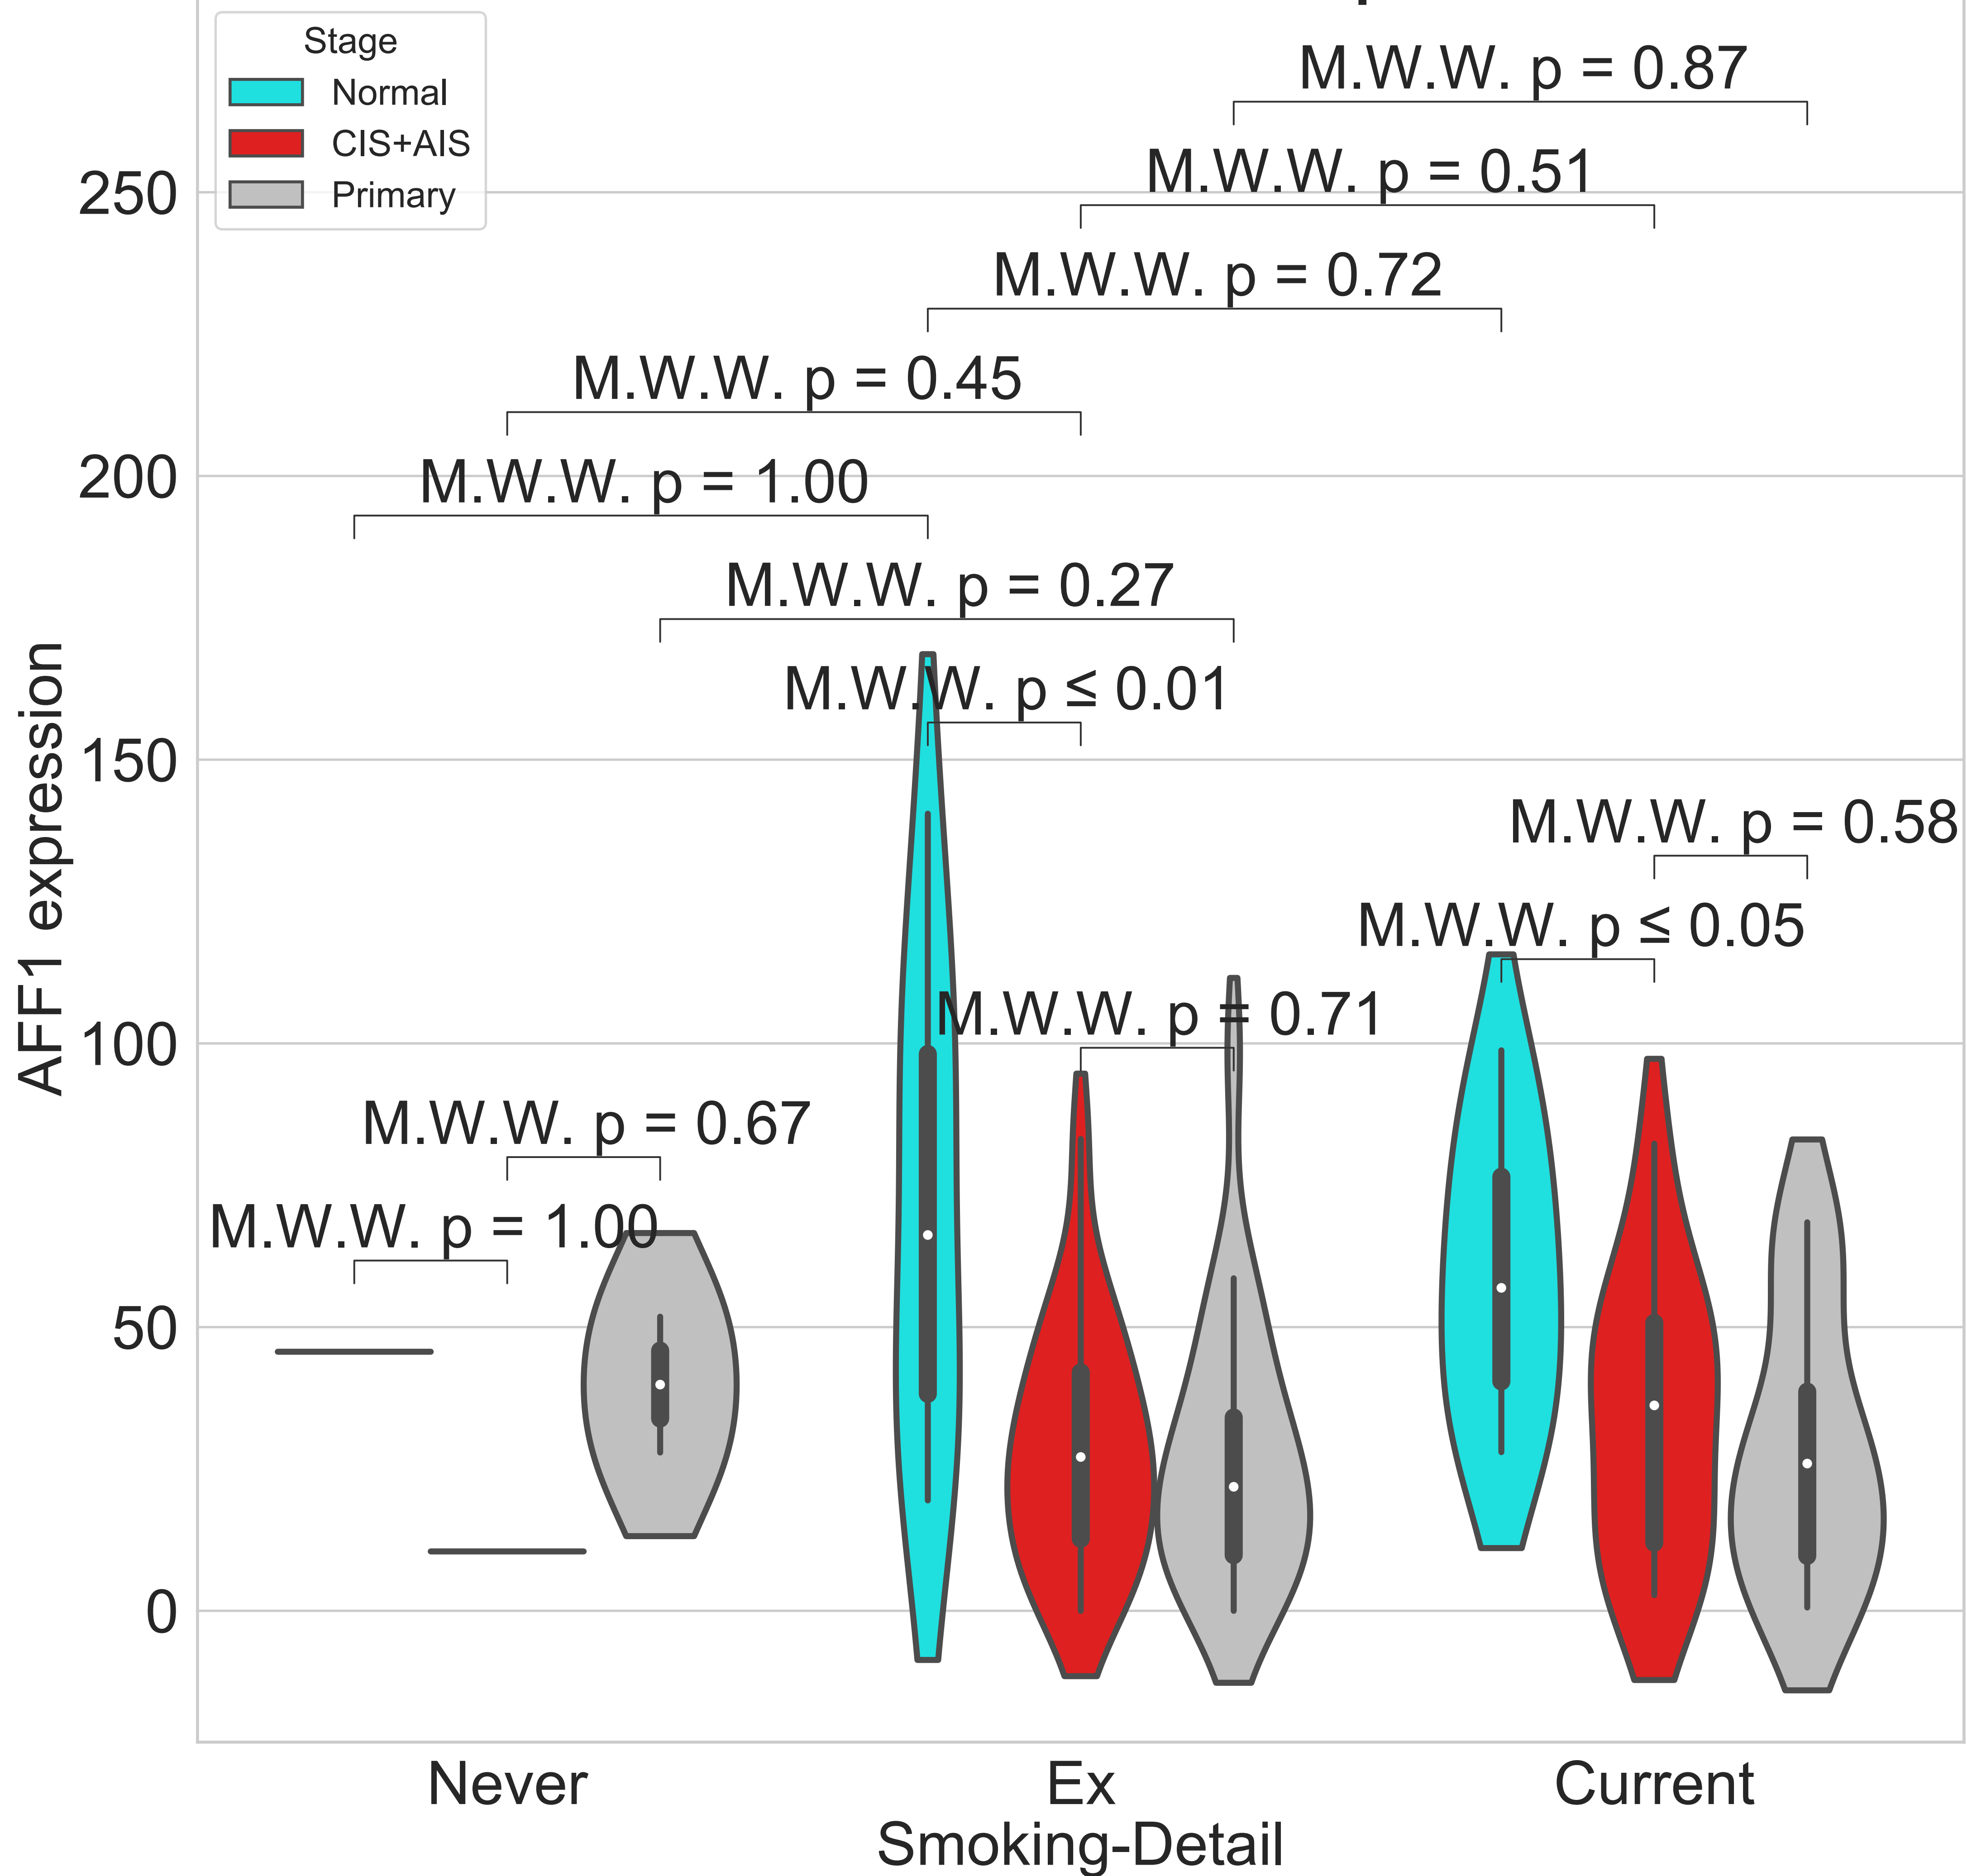 Stage
Normal
CIS+AIS
Primary
M.W.W. p = 0.87
M.W.W. p = 0.51
M.W.W. p = 0.72
M.W.W. p = 0.45
M.W.W. p = 1.00
M.W.W. p = 0.27
M.W.W. p ≤ 0.01
M.W.W. p = 0.58
M.W.W. p ≤ 0.05
M.W.W. p = 0.71
M.W.W. p = 0.67
M.W.W. p = 1.00
AFF1 expression
250
200
150
100
50
0
Never
Ex
Current
Smoking-Detail